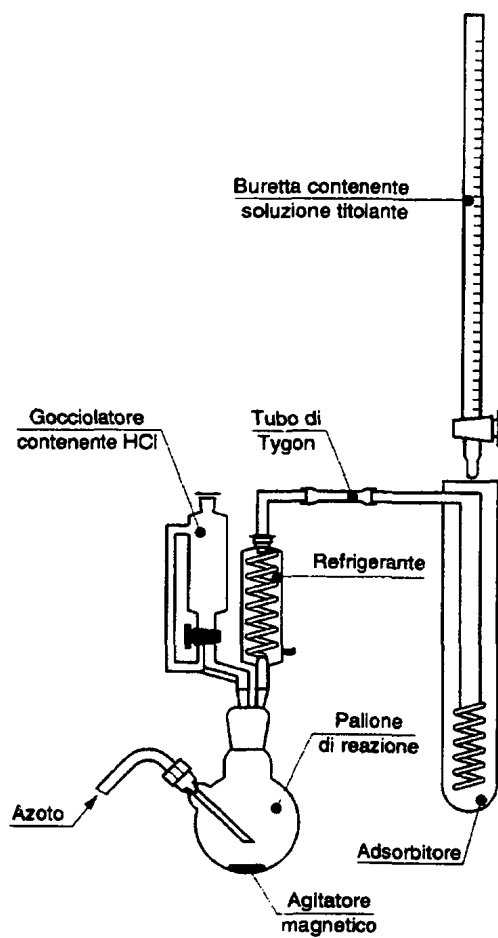 Buretta contenente
soluzione titolante
Gocciolatore
contenente HCl
Tubo di
Tygon
Refrigerante
Pallone
di reazione
Azoto
Adsorbitore
Agitatore
magnetico